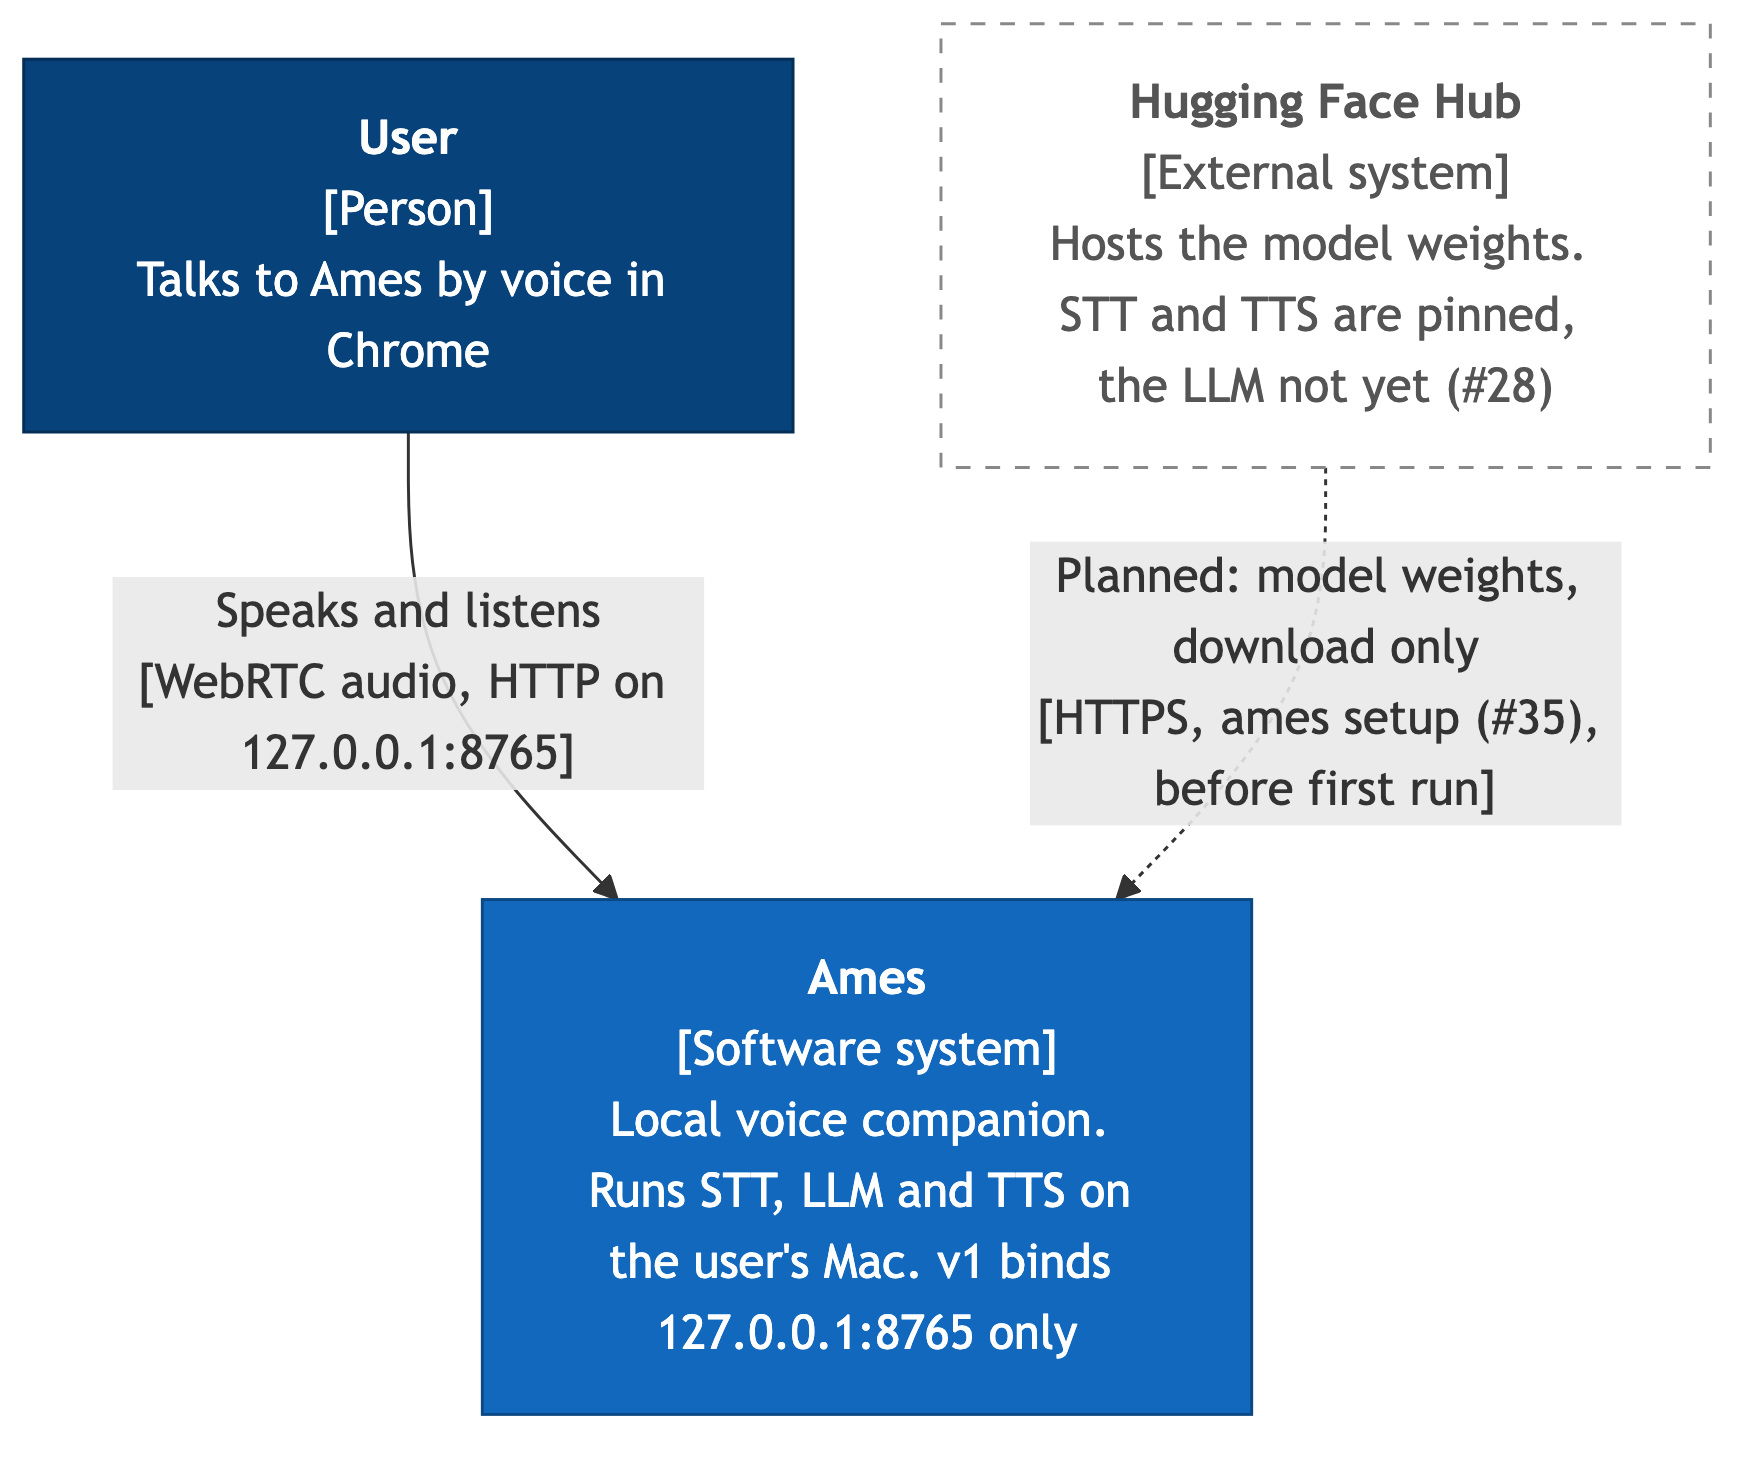 User
[Person]
Talks to Ames by voice in
Chrome
Hugging Face Hub
[External system]
Hosts the model weights.
STT and TTS are pinned,
the LLM not yet (#28)
Speaks and listens
[WebRTC audio, HTTP on
127.0.0.1:8765]
Planned: model weights,
download only
[HTTPS, ames setup (#35),
before first run]
Ames
[Software system]
Local voice companion.
Runs STT, LLM and TTS on
the user's Mac. v1 binds
127.0.0.1:8765 only